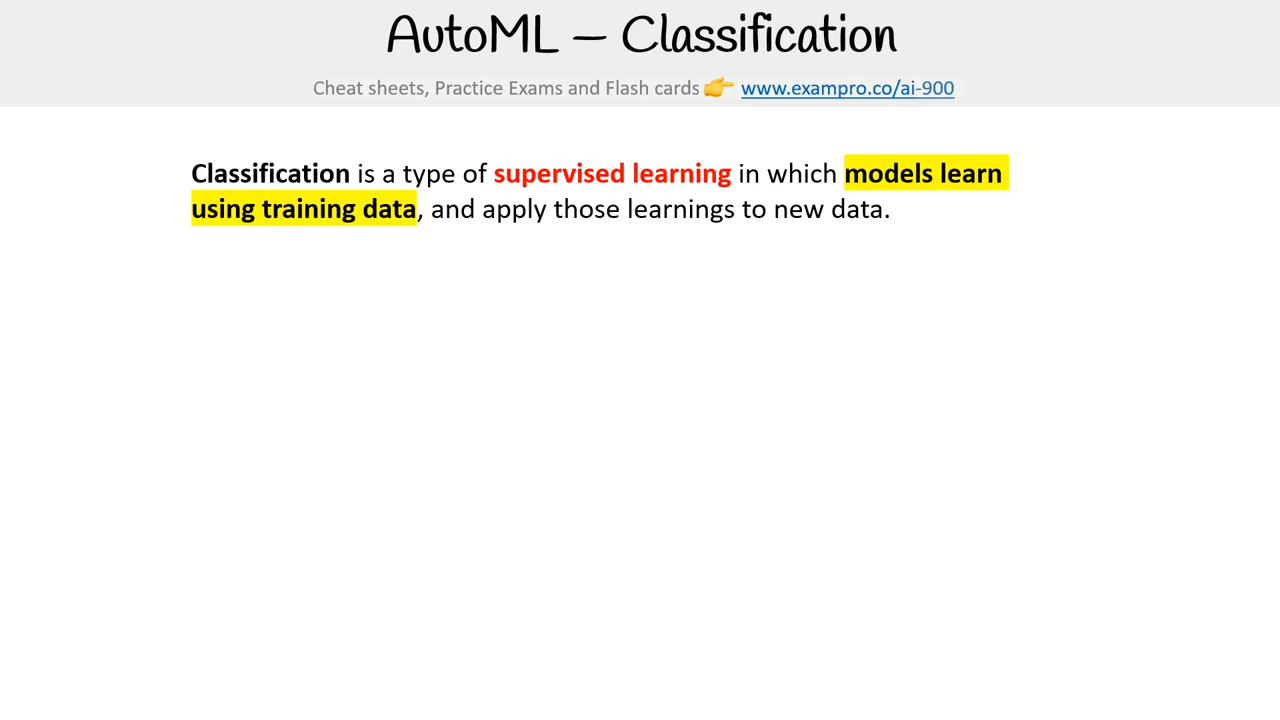 AutoML – Classification
Cheat sheets, Practice Exams and Flash cards 👉 www.exampro.co/ai-900
Classification is a type of supervised learning in which models learn
using training data, and apply those learnings to new data.